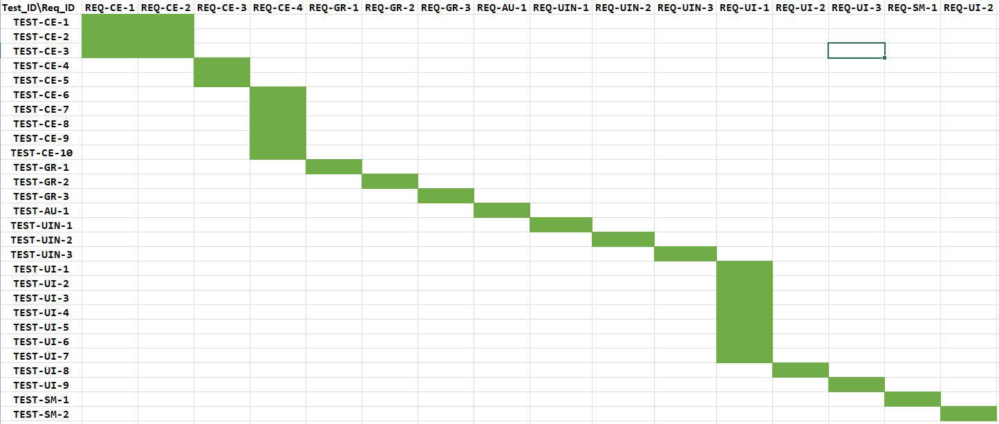 Test_ID\Req_ID REQ-CE-1 REQ-CE-2 REQ-CE-3 REQ-CE-4 REQ-GR-1 REQ-GR-2 REQ-GR-3 REQ-AU-1 REQ-UIN-1 REQ-UIN-2 REQ-UIN-3 REQ-UI-1 REQ-UI-2 REQ-UI-3 REQ-SM-1 REQ-UI-2
TEST-CE-1
TEST-CE-2
TEST-CE-3
TEST-CE-4
TEST-CE-5
TEST-CE-6
TEST-CE-7
TEST-CE-8
TEST-CE-9
TEST-CE-10
TEST-GR-1
TEST-GR-2
TEST-GR-3
TEST-AU-1
TEST-UIN-1
TEST-UIN-2
TEST-UIN-3
TEST-UI-1
TEST-UI-2
TEST-UI-3
TEST-UI-4
TEST-UI-5
TEST-UI-6
TEST-UI-7
TEST-UI-8
TEST-UI-9
TEST-SM-1
TEST-SM-2